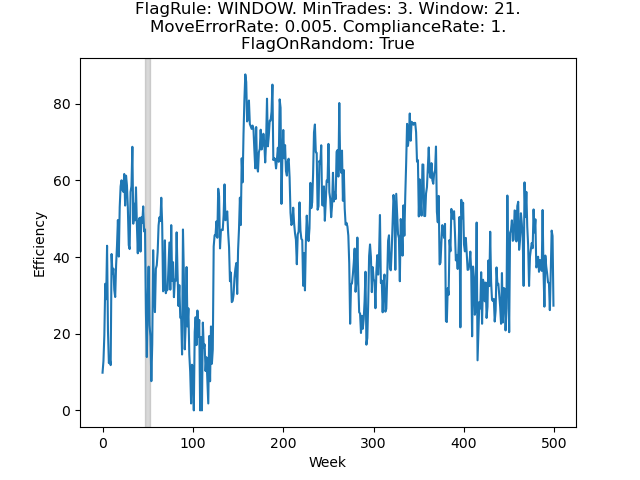 FlagRule: WINDOW. MinTrades: 3. Window: 21.
MoveErrorRate: 0.005. ComplianceRate: 1.
FlagOnRandom: True
80
60
40
20
0
Efficiency
0 100 200 300 400 500
Week